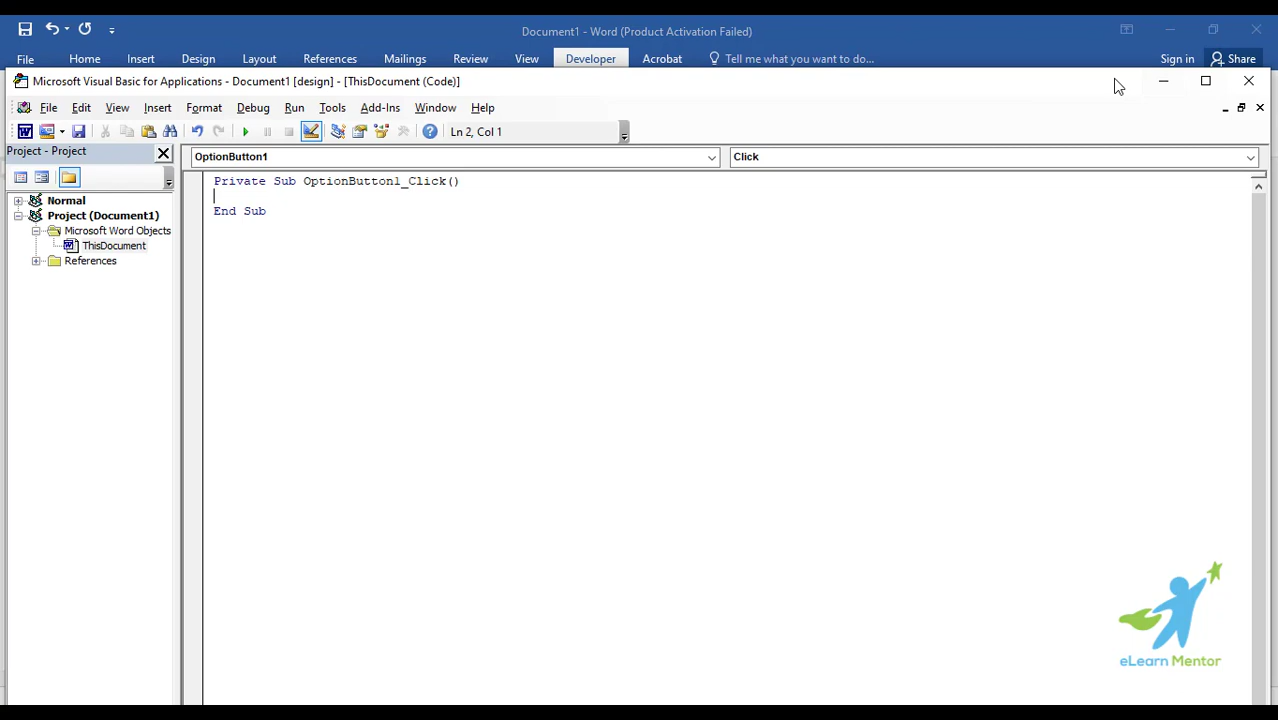 Document1 - Word (Product Activation Failed)
File Home Insert Design Layout References Mailings Review View Developer Acrobat Tell me what you want to do... Sign in Share
Microsoft Visual Basic for Applications - Document1 [design] - [ThisDocument (Code)]
File Edit View Insert Format Debug Run Tools Add-Ins Window Help
Ln 2, Col 1
Project - Project
OptionButton1 Click
Private Sub OptionButton1_Click()
End Sub
Normal
Project (Document1)
Microsoft Word Objects
ThisDocument
References
eLearn Mentor